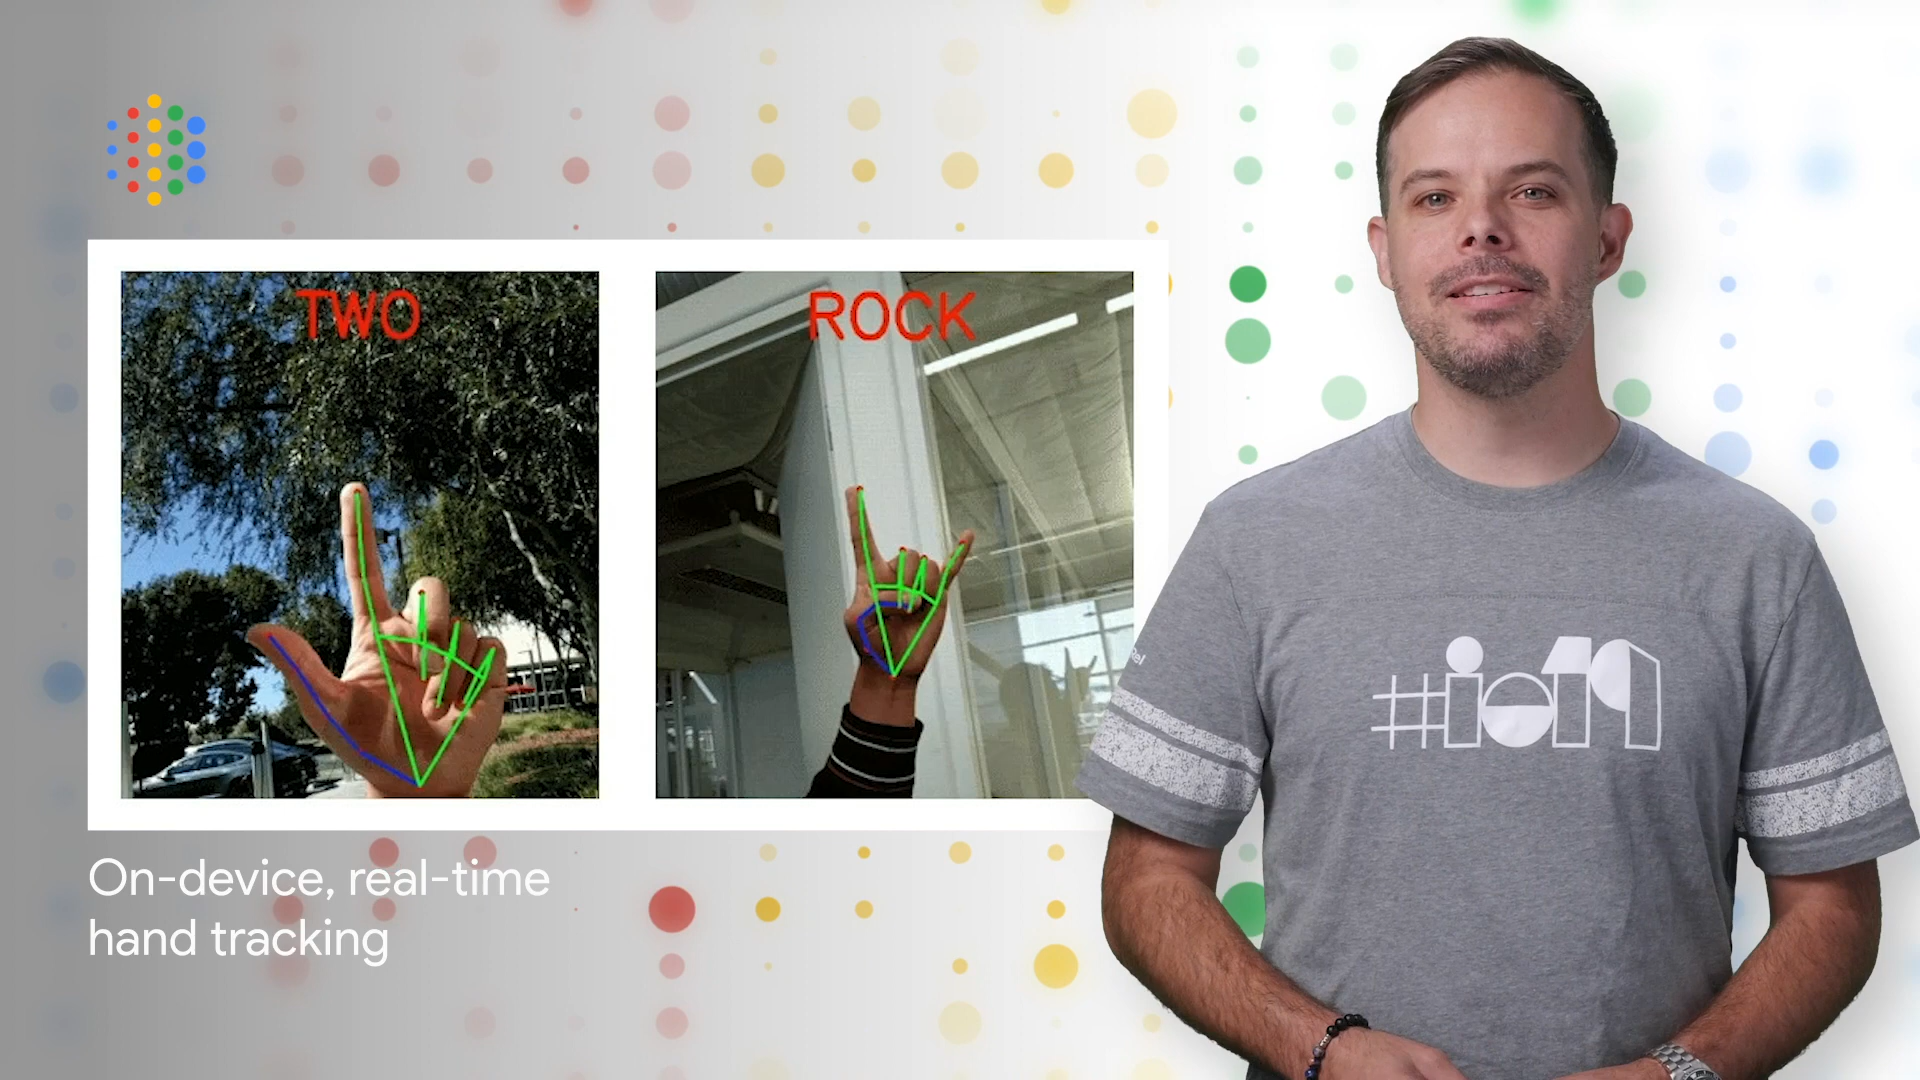 TWO
ROCK
#io19
On-device, real-time
hand tracking